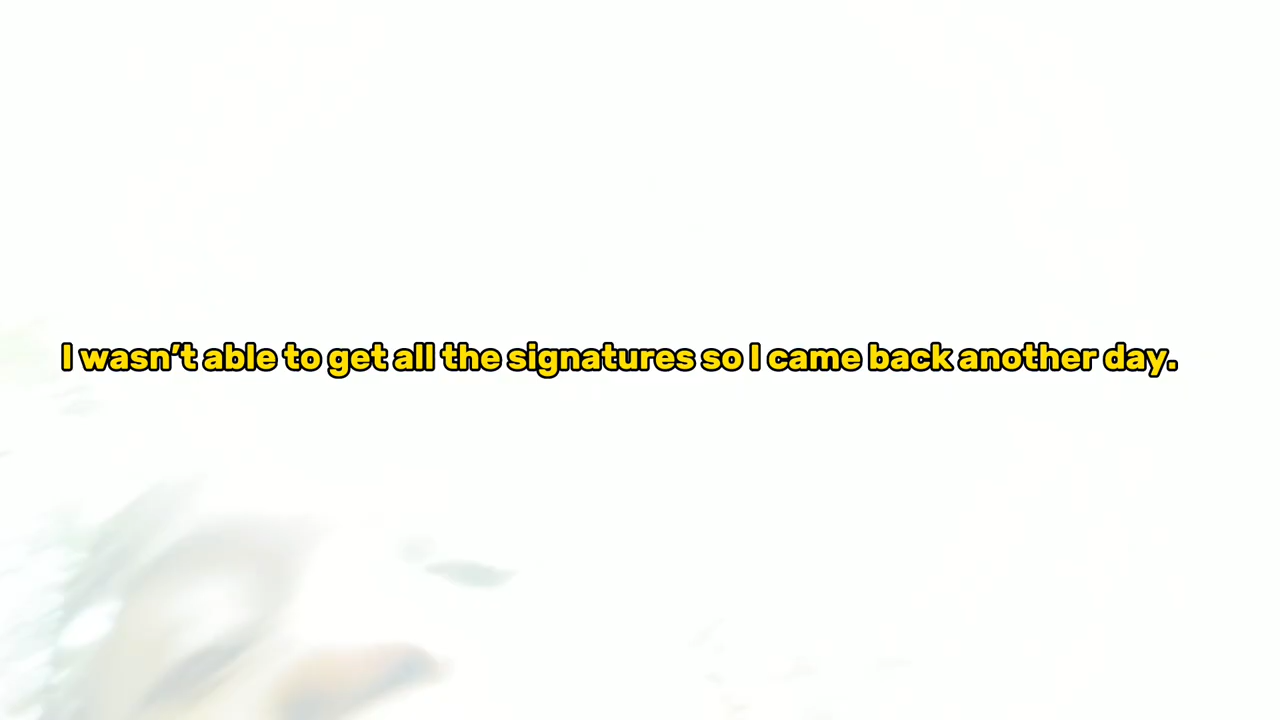 I wasn’t able to get all the signatures so I came back another day.